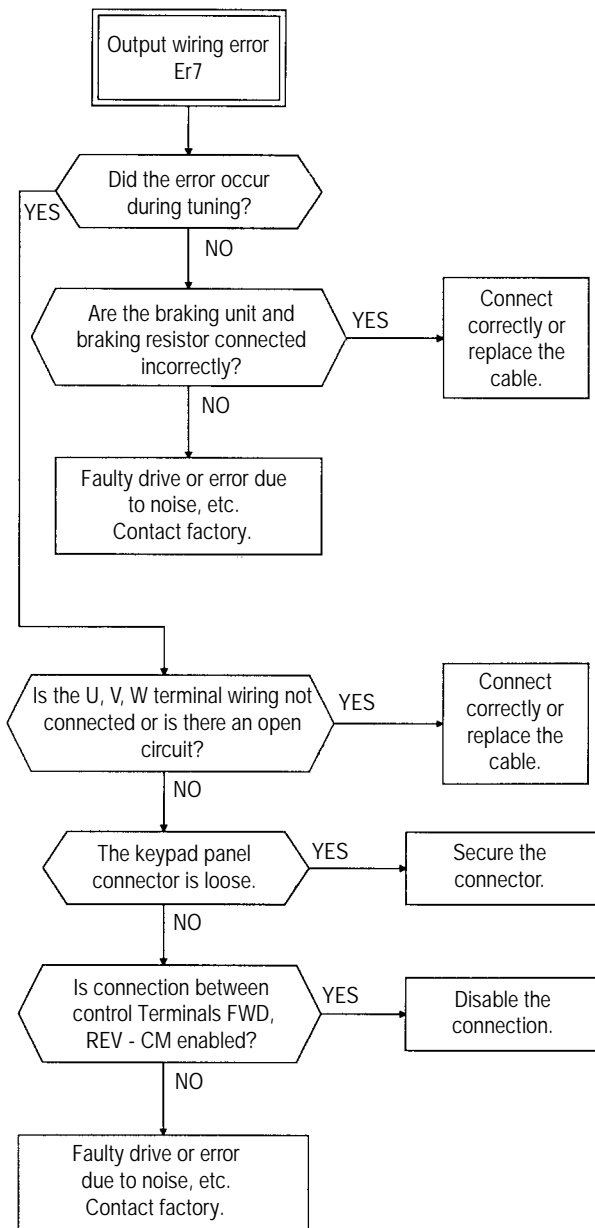 Output wiring error
Er7
Did the error occur
during tuning?
YES
NO
Are the braking unit and
braking resistor connected
incorrectly?
YES
Connect
correctly or
replace the
cable.
NO
Faulty drive or error due
to noise, etc.
Contact factory.
Is the U, V, W terminal wiring not
connected or is there an open
circuit?
YES
Connect
correctly or
replace the
cable.
NO
The keypad panel
connector is loose.
YES
Secure the
connector.
NO
Is connection between
control Terminals FWD,
REV - CM enabled?
YES
Disable the
connection.
NO
Faulty drive or error
due to noise, etc.
Contact factory.